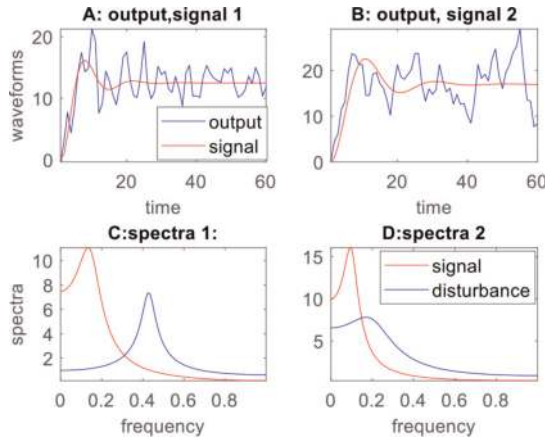 A: output,signal 1
waveforms
20
10
0
20
40
60
time
output
signal
B: output, signal 2
20
10
0
20
40
60
time
C:spectra 1:
spectra
10
8
6
4
2
0
0.2
0.4
0.6
0.8
frequency
D:spectra 2
15
10
5
0
0.2
0.4
0.6
0.8
frequency
signal
disturbance